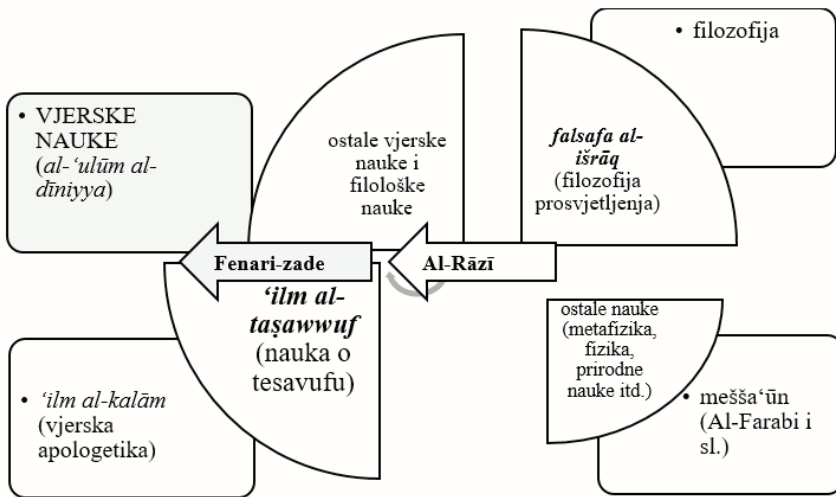 • VJERSKE
NAUKE
(al-‘ulūm al-
dīniyya)
ostale vjerske
nauke i
filološke
nauke
falsafa al-
išrāq
(filozofija
prosvjetljenja)
• filozofija
Fenari-zade
Al-Rāzī
• ‘ilm al-kalām
(vjerska
apologetika)
‘ilm al-
taṣawwuf
(nauka o
tesavufu)
ostale nauke
(metafizika,
fizika,
prirodne
nauke itd.)
• mešša‘ūn
(Al-Farabi i
sl.)